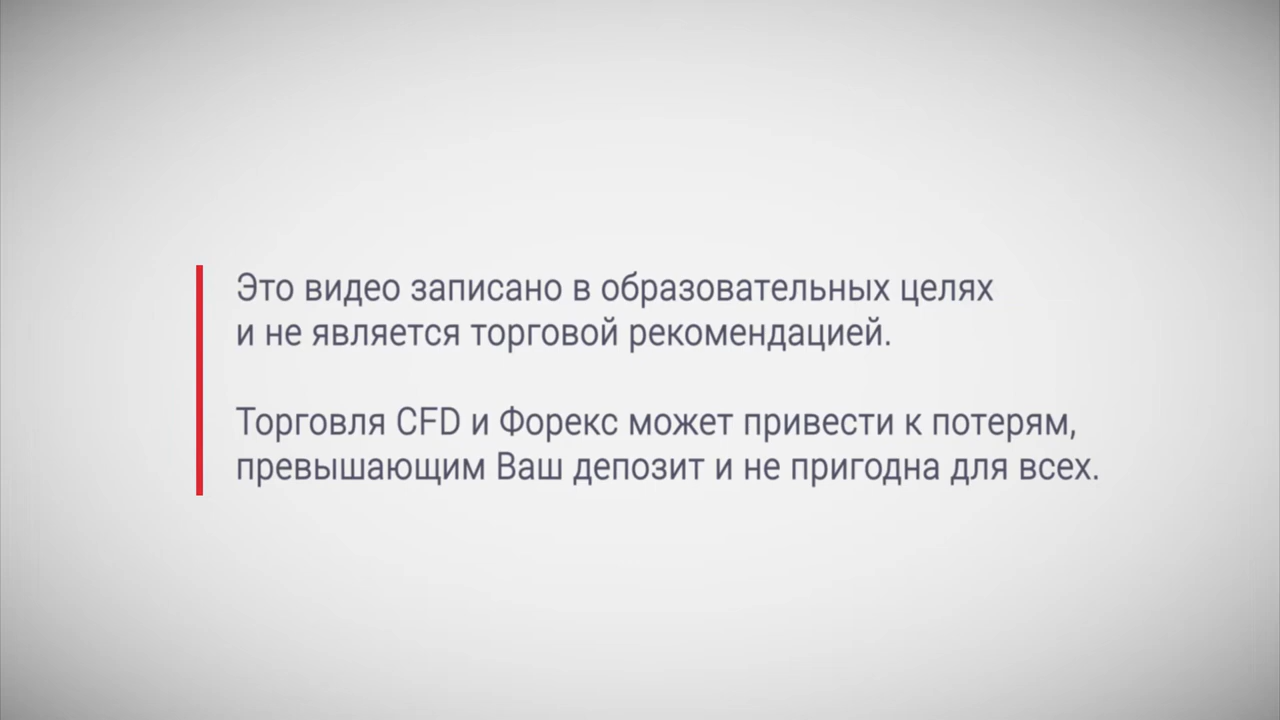 Это видео записано в образовательных целях
и не является торговой рекомендацией.
Торговля CFD и Форекс может привести к потерям,
превышающим Ваш депозит и не пригодна для всех.